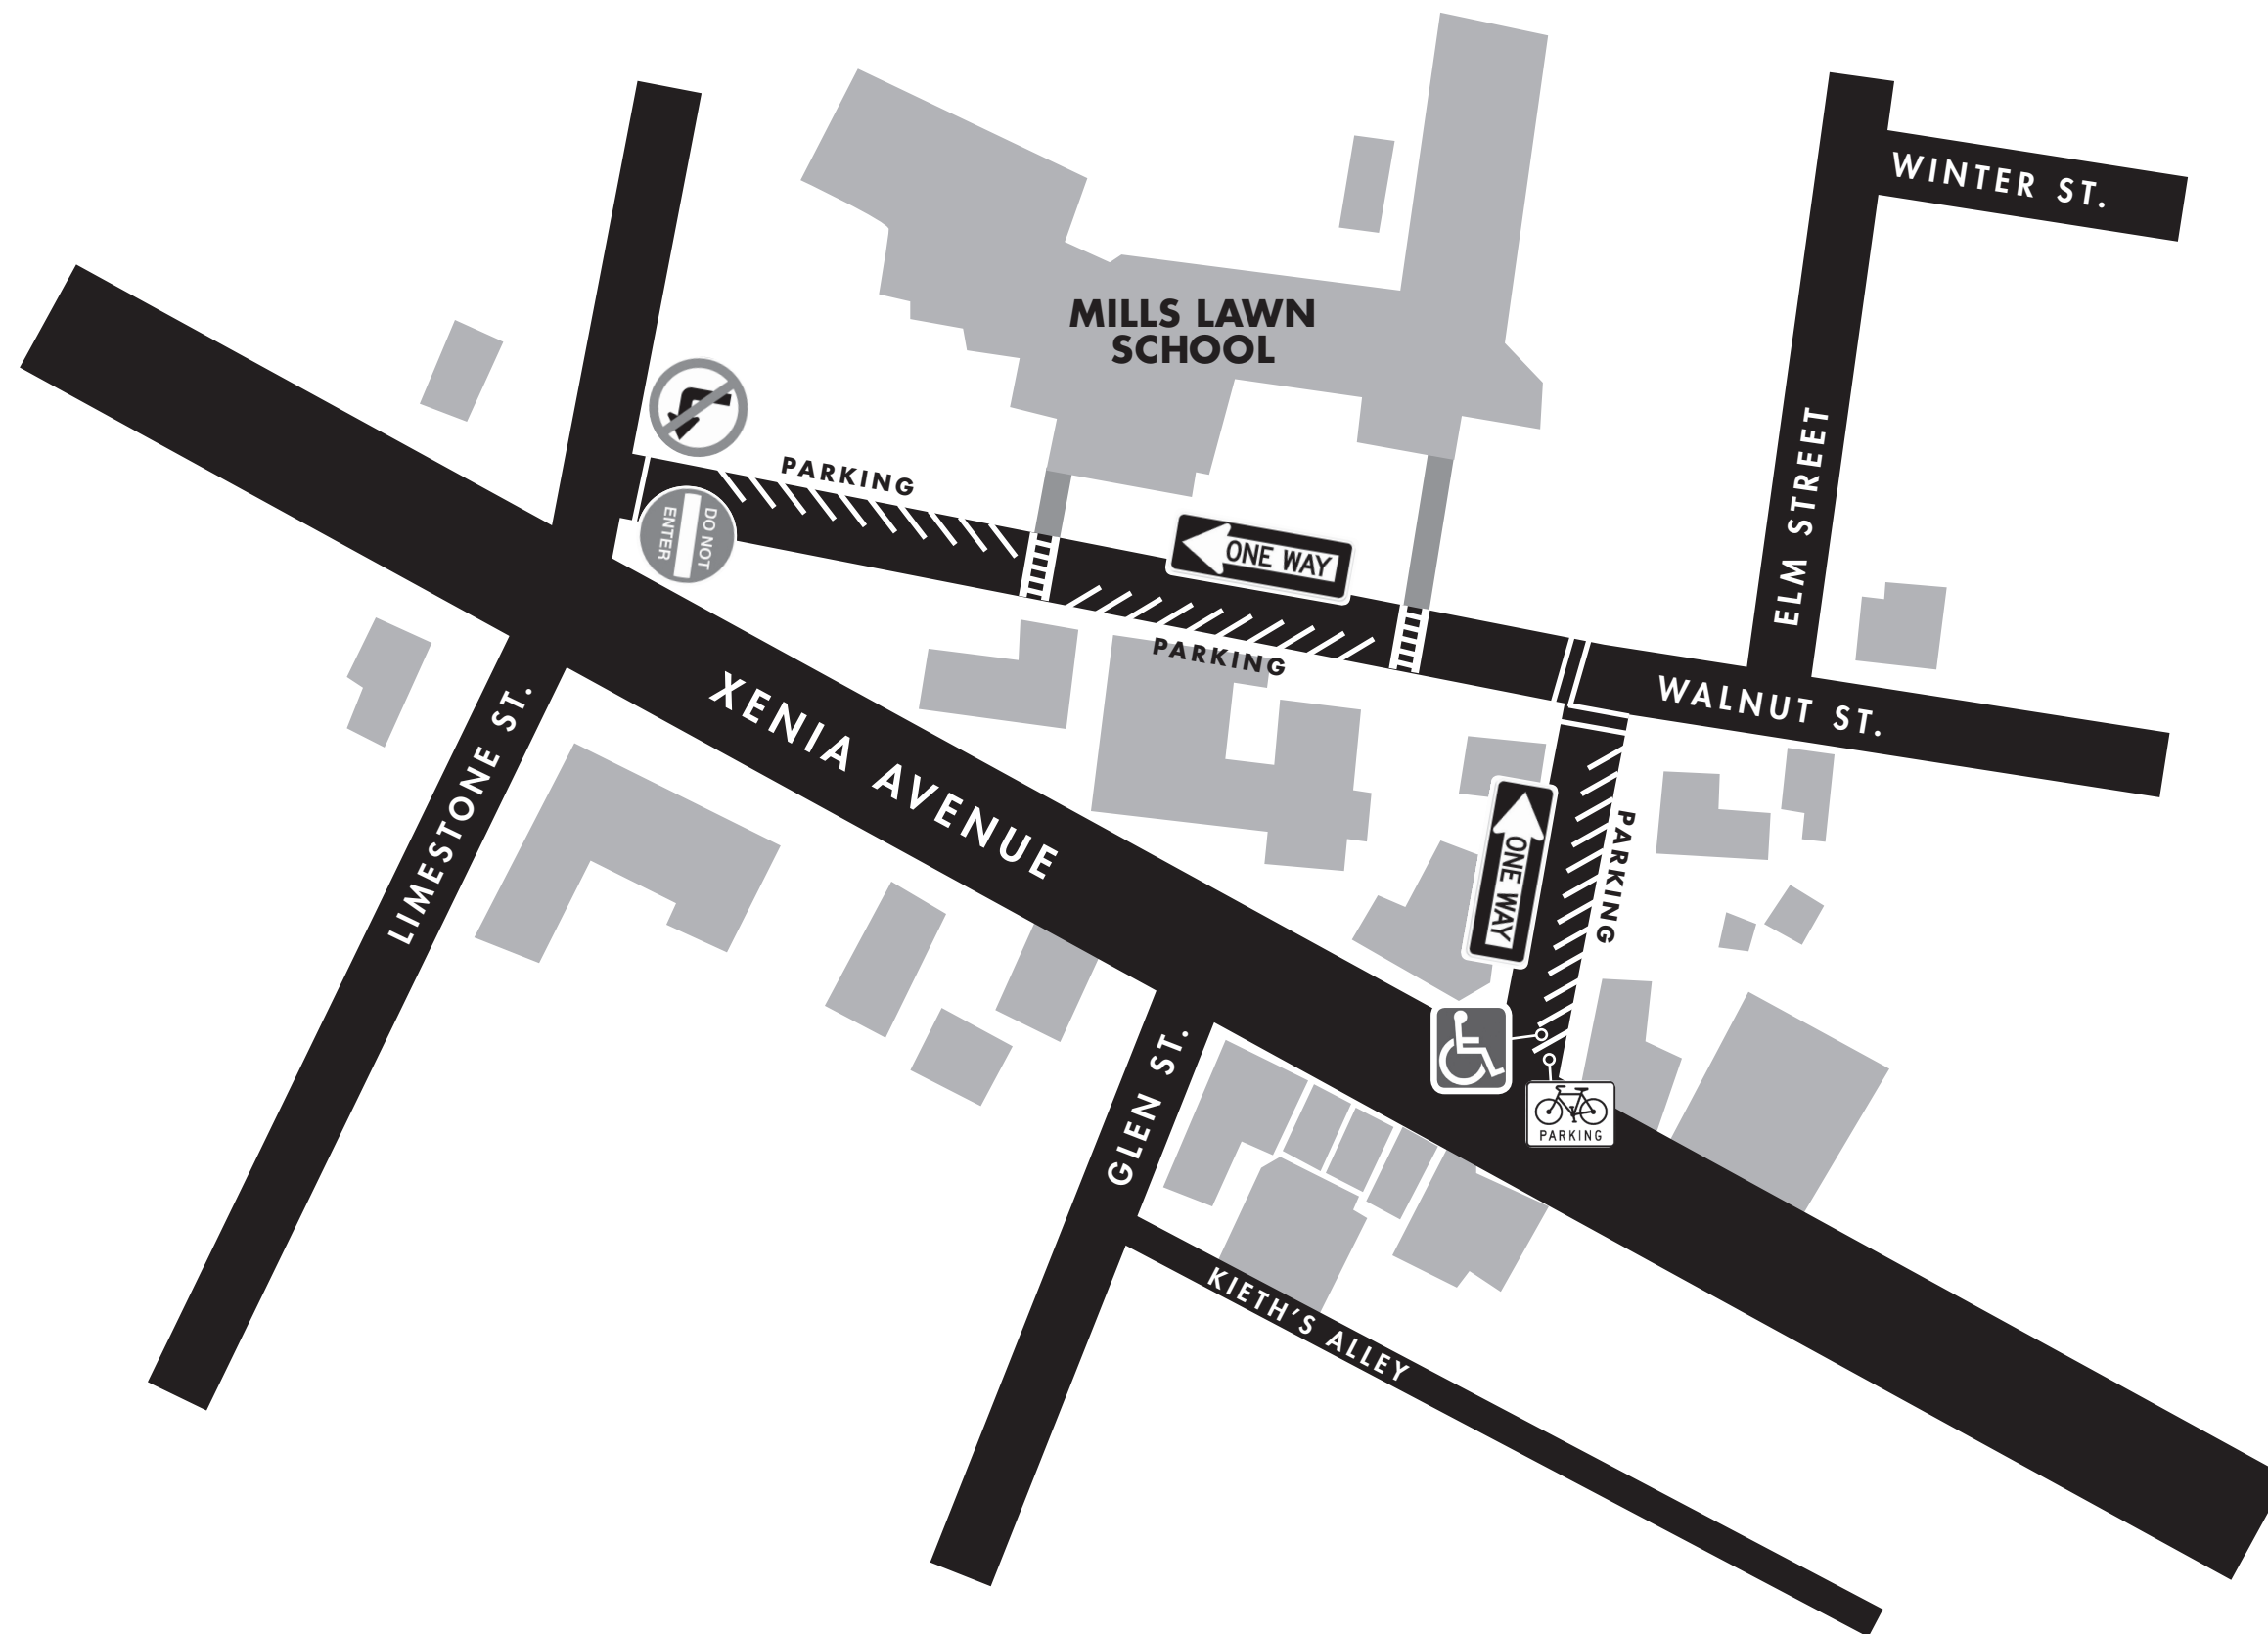 WINTER ST.
MILLS LAWN
SCHOOL
ELM STREET
PARKING
DO NOT
ENTER
ONE WAY
PARKING
WALNUT ST.
XENIA AVENUE
LIMESTONE ST.
ONE WAY
PARKING
GLEN ST.
PARKING
KIETH'S ALLEY